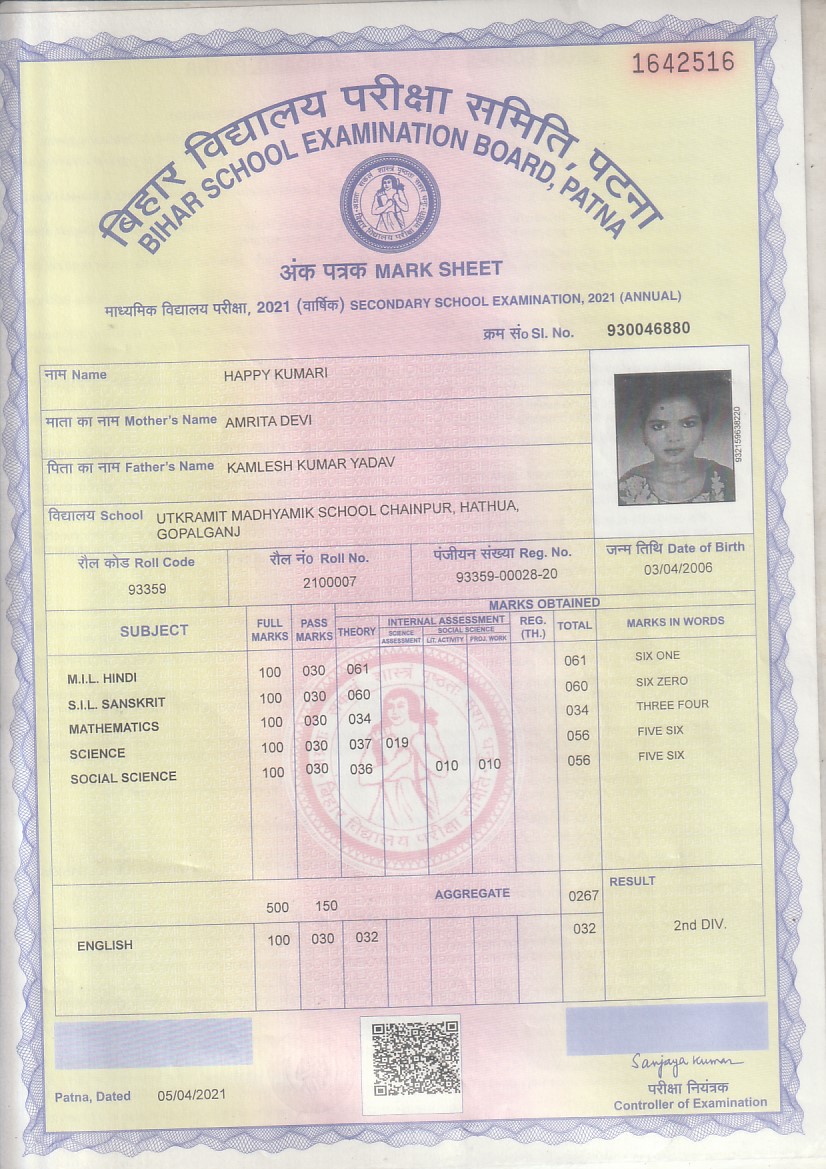 1642516
बिहार विद्यालय परीक्षा समिति, पटना
BIHAR SCHOOL EXAMINATION BOARD, PATNA
अंक पत्रक MARK SHEET
माध्यमिक विद्यालय परीक्षा, 2021 (वार्षिक) SECONDARY SCHOOL EXAMINATION, 2021 (ANNUAL)
क्रम सं० Sl. No. 930046880
नाम Name HAPPY KUMARI
माता का नाम Mother's Name AMRITA DEVI
पिता का नाम Father's Name KAMLESH KUMAR YADAV
विद्यालय School UTKRAMIT MADHYAMIK SCHOOL CHAINPUR, HATHUA,
GOPALGANJ
932159638220
रौल कोड Roll Code रौल नं० Roll No. पंजीयन संख्या Reg. No. जन्म तिथि Date of Birth
93359 2100007 93359-00028-20 03/04/2006
MARKS OBTAINED
SUBJECT FULL MARKS PASS MARKS THEORY INTERNAL ASSESSMENT REG. (TH.) TOTAL MARKS IN WORDS
SCIENCE ASSESSMENT SOCIAL SCIENCE LIT. ACTIVITY PROJ. WORK
M.I.L. HINDI 100 030 061 061 SIX ONE
S.I.L. SANSKRIT 100 030 060 060 SIX ZERO
MATHEMATICS 100 030 034 034 THREE FOUR
SCIENCE 100 030 037 019 056 FIVE SIX
SOCIAL SCIENCE 100 030 036 010 010 056 FIVE SIX
500 150 AGGREGATE 0267 RESULT
ENGLISH 100 030 032 032 2nd DIV.
Sanjaya Kumar
Patna, Dated 05/04/2021
परीक्षा नियंत्रक
Controller of Examination